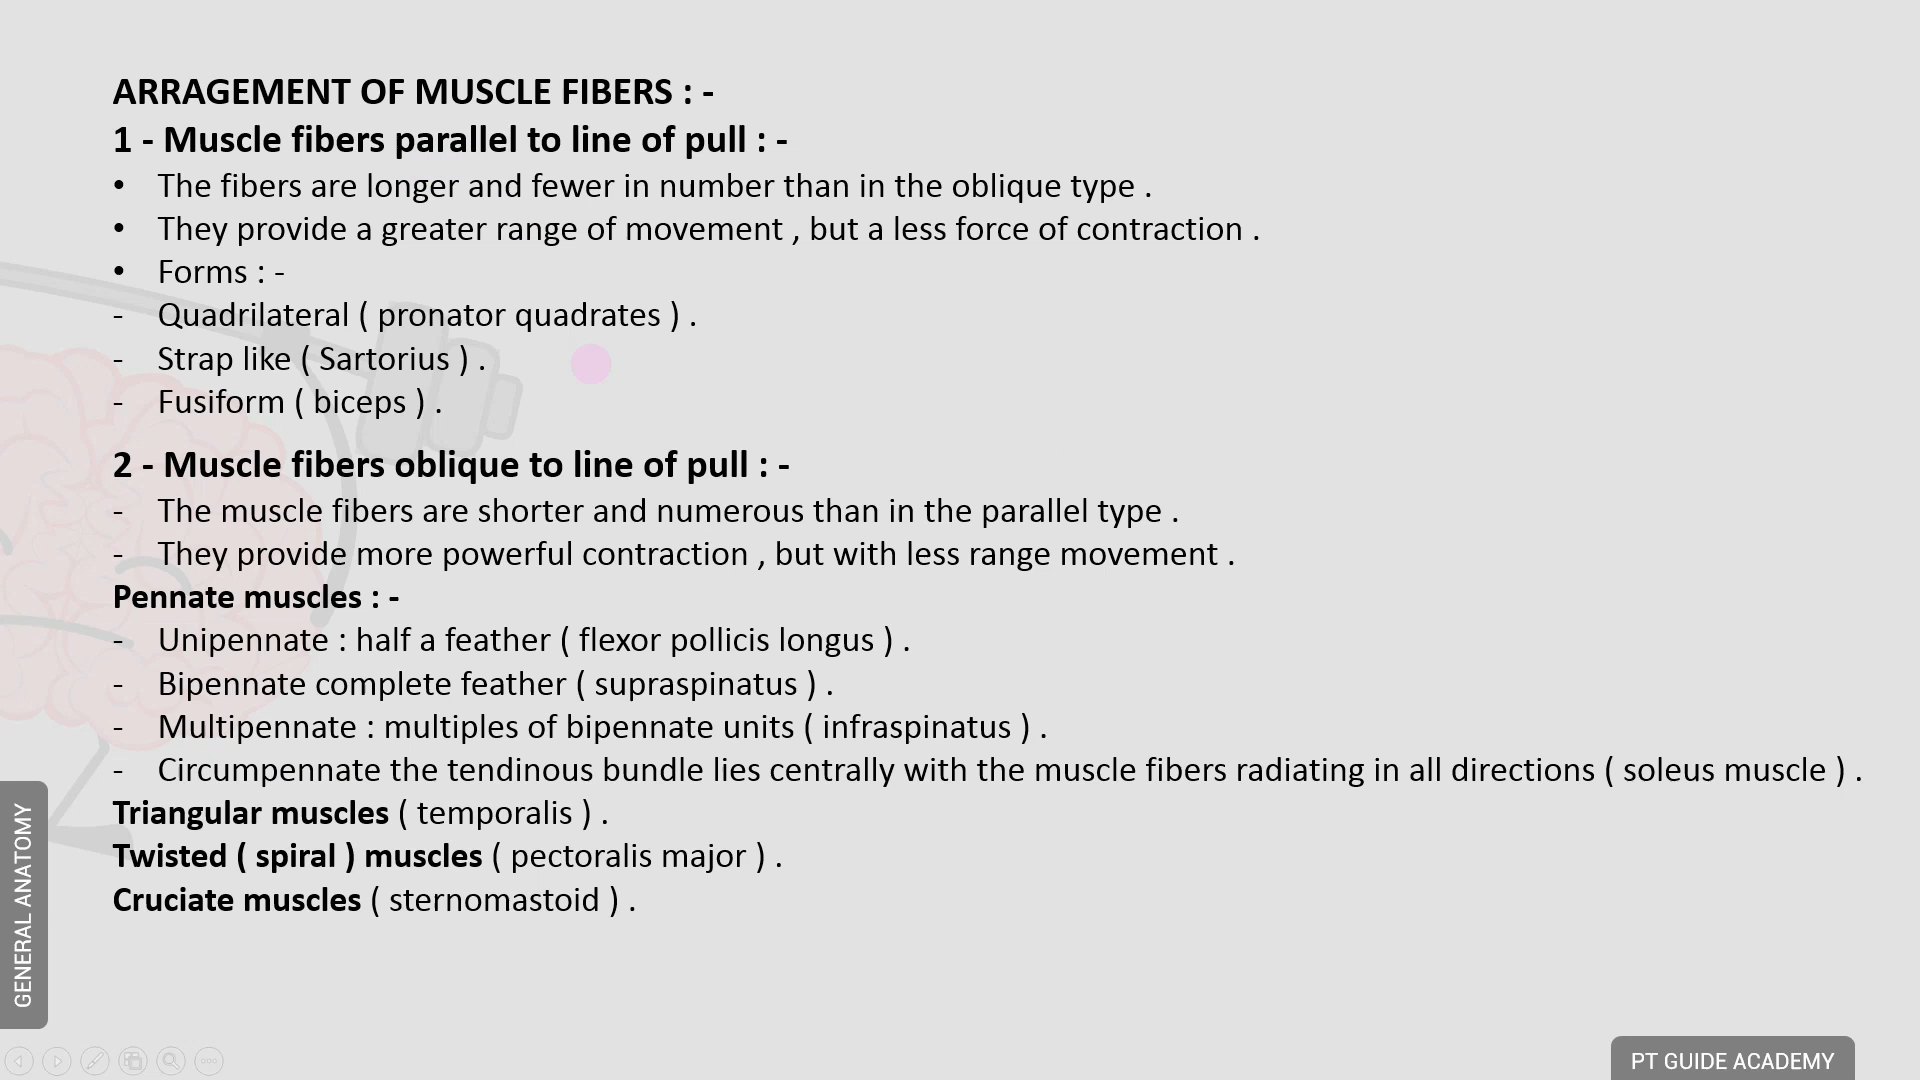 ARRAGEMENT OF MUSCLE FIBERS : -
1 - Muscle fibers parallel to line of pull : -
• The fibers are longer and fewer in number than in the oblique type .
• They provide a greater range of movement , but a less force of contraction .
• Forms : -
- Quadrilateral ( pronator quadrates ) .
- Strap like ( Sartorius ) .
- Fusiform ( biceps ) .
2 - Muscle fibers oblique to line of pull : -
- The muscle fibers are shorter and numerous than in the parallel type .
- They provide more powerful contraction , but with less range movement .
Pennate muscles : -
- Unipennate : half a feather ( flexor pollicis longus ) .
- Bipennate complete feather ( supraspinatus ) .
- Multipennate : multiples of bipennate units ( infraspinatus ) .
- Circumpennate the tendinous bundle lies centrally with the muscle fibers radiating in all directions ( soleus muscle ) .
Triangular muscles ( temporalis ) .
Twisted ( spiral ) muscles ( pectoralis major ) .
Cruciate muscles ( sternomastoid ) .
GENERAL ANATOMY
PT GUIDE ACADEMY